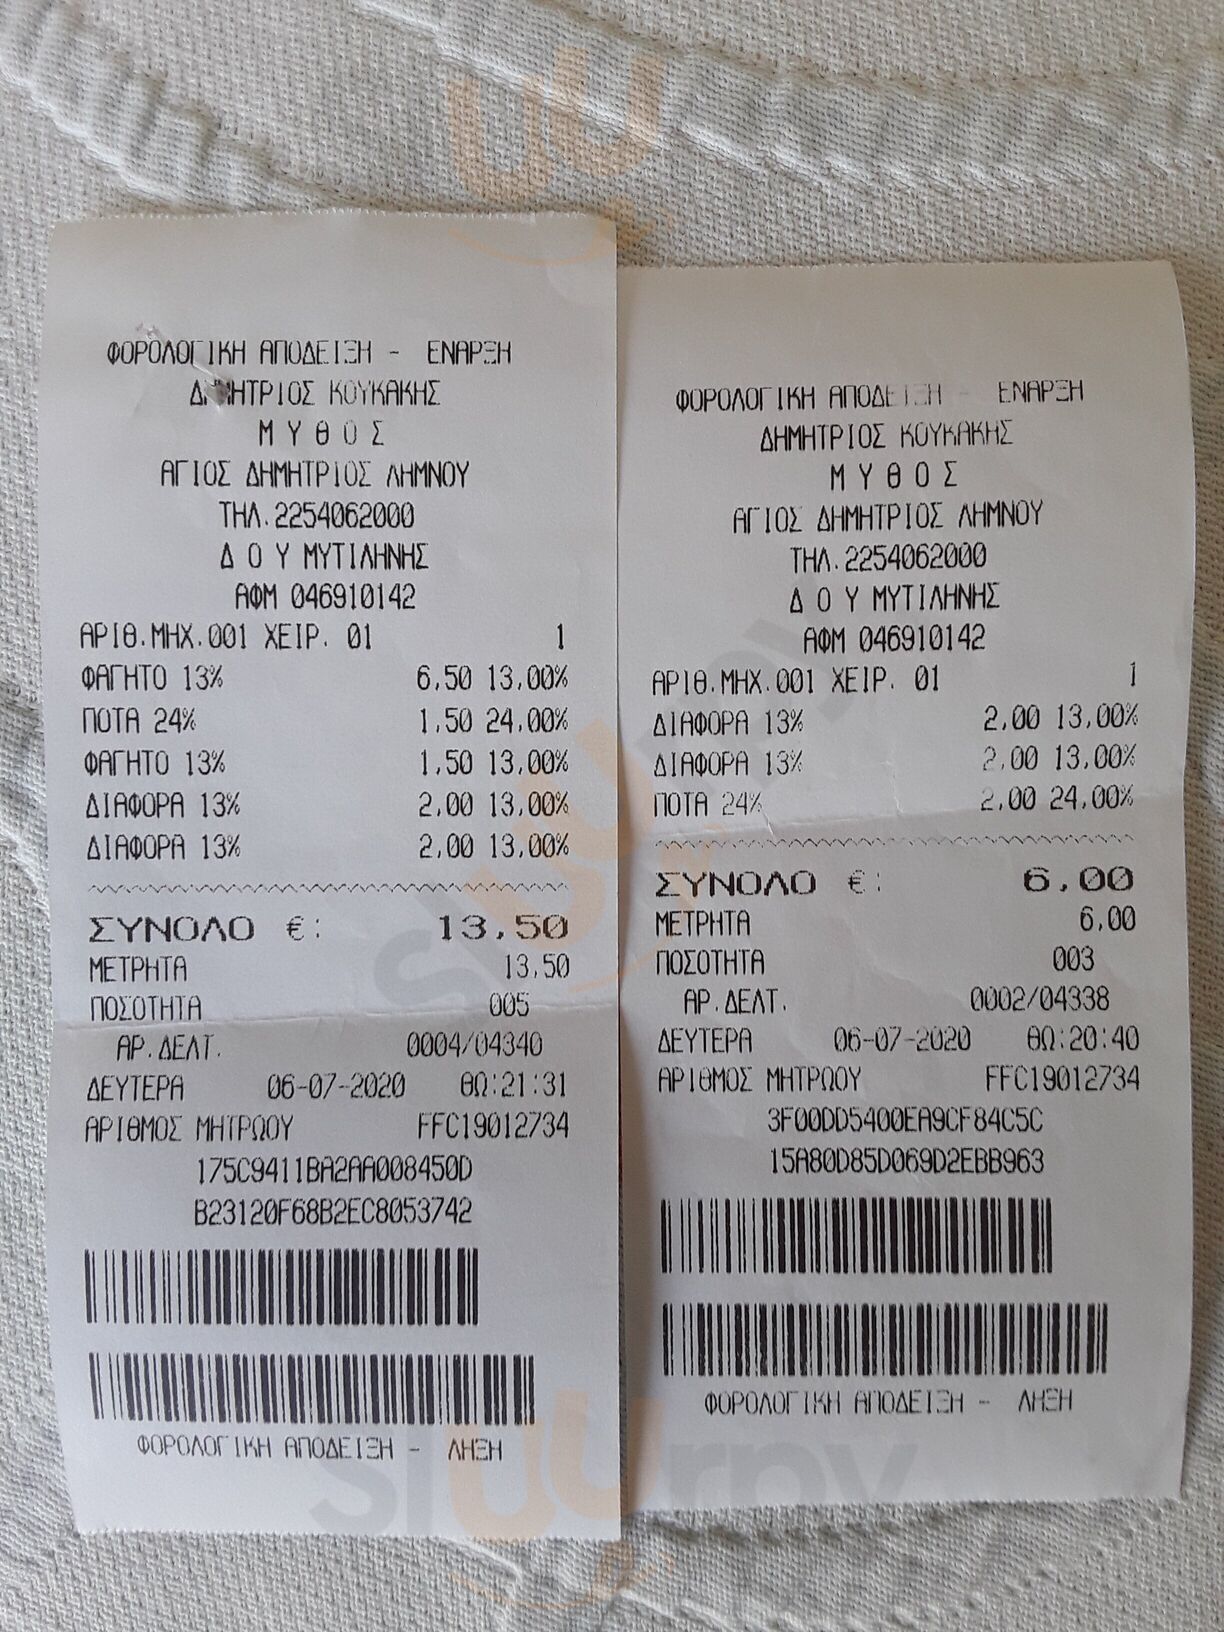 ΦΟΡΟΛΟΓΙΚΗ ΑΠΟΔΕΙΞΗ - ΕΝΑΡΞΗ
ΔΗΜΗΤΡΙΟΣ ΚΟΥΚΑΚΗΣ
Μ Υ Θ Ο Σ
ΑΓΙΟΣ ΔΗΜΗΤΡΙΟΣ ΛΗΜΝΟΥ
ΤΗΛ.2254062000
Δ Ο Υ ΜΥΤΙΛΗΝΗΣ
ΑΦΜ 046910142
ΑΡΙΘ.ΜΗΧ.001 ΧΕΙΡ. 01 1
ΦΑΓΗΤΟ 13% 6,50 13,00%
ΠΟΤΑ 24% 1,50 24,00%
ΦΑΓΗΤΟ 13% 1,50 13,00%
ΔΙΑΦΟΡΑ 13% 2,00 13,00%
ΔΙΑΦΟΡΑ 13% 2,00 13,00%
ΣΥΝΟΛΟ €: 13,50
ΜΕΤΡΗΤΑ 13,50
ΠΟΣΟΤΗΤΑ 005
ΑΡ.ΔΕΛΤ. 0004/04340
ΔΕΥΤΕΡΑ 06-07-2020 ΘΩ:21:31
ΑΡΙΘΜΟΣ ΜΗΤΡΩΟΥ FFC19012734
175C9411BA2AA008450D
B23120F68B2EC8053742
ΦΟΡΟΛΟΓΙΚΗ ΑΠΟΔΕΙΞΗ - ΛΗΞΗ
ΦΟΡΟΛΟΓΙΚΗ ΑΠΟΔΕΙΞΗ - ΕΝΑΡΞΗ
ΔΗΜΗΤΡΙΟΣ ΚΟΥΚΑΚΗΣ
Μ Υ Θ Ο Σ
ΑΓΙΟΣ ΔΗΜΗΤΡΙΟΣ ΛΗΜΝΟΥ
ΤΗΛ.2254062000
Δ Ο Υ ΜΥΤΙΛΗΝΗΣ
ΑΦΜ 046910142
ΑΡΙΘ.ΜΗΧ.001 ΧΕΙΡ. 01 1
ΔΙΑΦΟΡΑ 13% 2,00 13,00%
ΔΙΑΦΟΡΑ 13% 2,00 13,00%
ΠΟΤΑ 24% 2,00 24,00%
ΣΥΝΟΛΟ €: 6,00
ΜΕΤΡΗΤΑ 6,00
ΠΟΣΟΤΗΤΑ 003
ΑΡ.ΔΕΛΤ. 0002/04338
ΔΕΥΤΕΡΑ 06-07-2020 ΘΩ:20:40
ΑΡΙΘΜΟΣ ΜΗΤΡΩΟΥ FFC19012734
3F00DD5400EA9CF84C5C
15A80D85D069D2EBB963
ΦΟΡΟΛΟΓΙΚΗ ΑΠΟΔΕΙΞΗ - ΛΗΞΗ
sluurpy
sluurpy